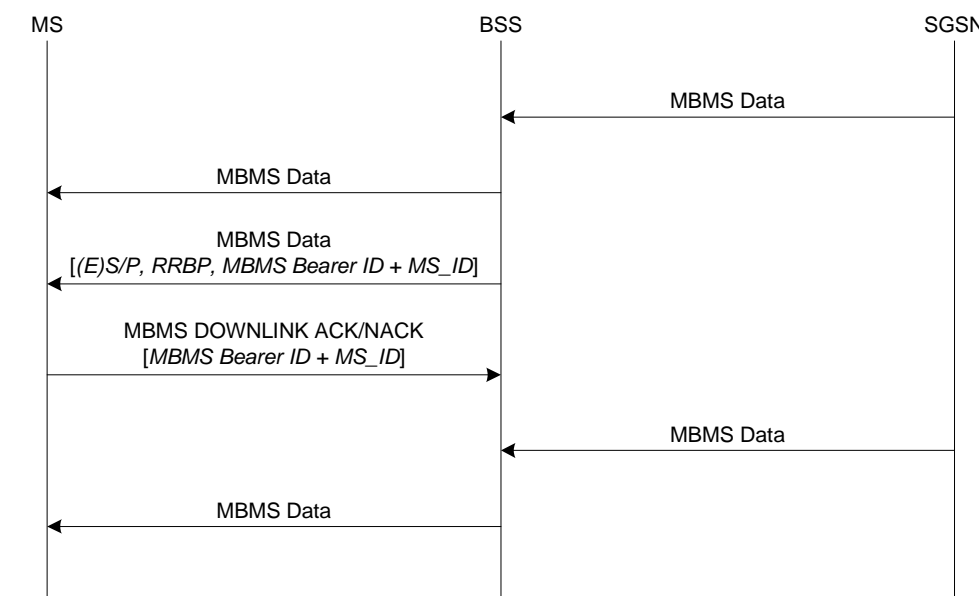 MS
BSS
SGSN
MBMS Data
MBMS Data
MBMS Data
[(E)S/P, RRBP, MBMS Bearer ID + MS_ID]
MBMS DOWNLINK ACK/NACK
[MBMS Bearer ID + MS_ID]
MBMS Data
MBMS Data